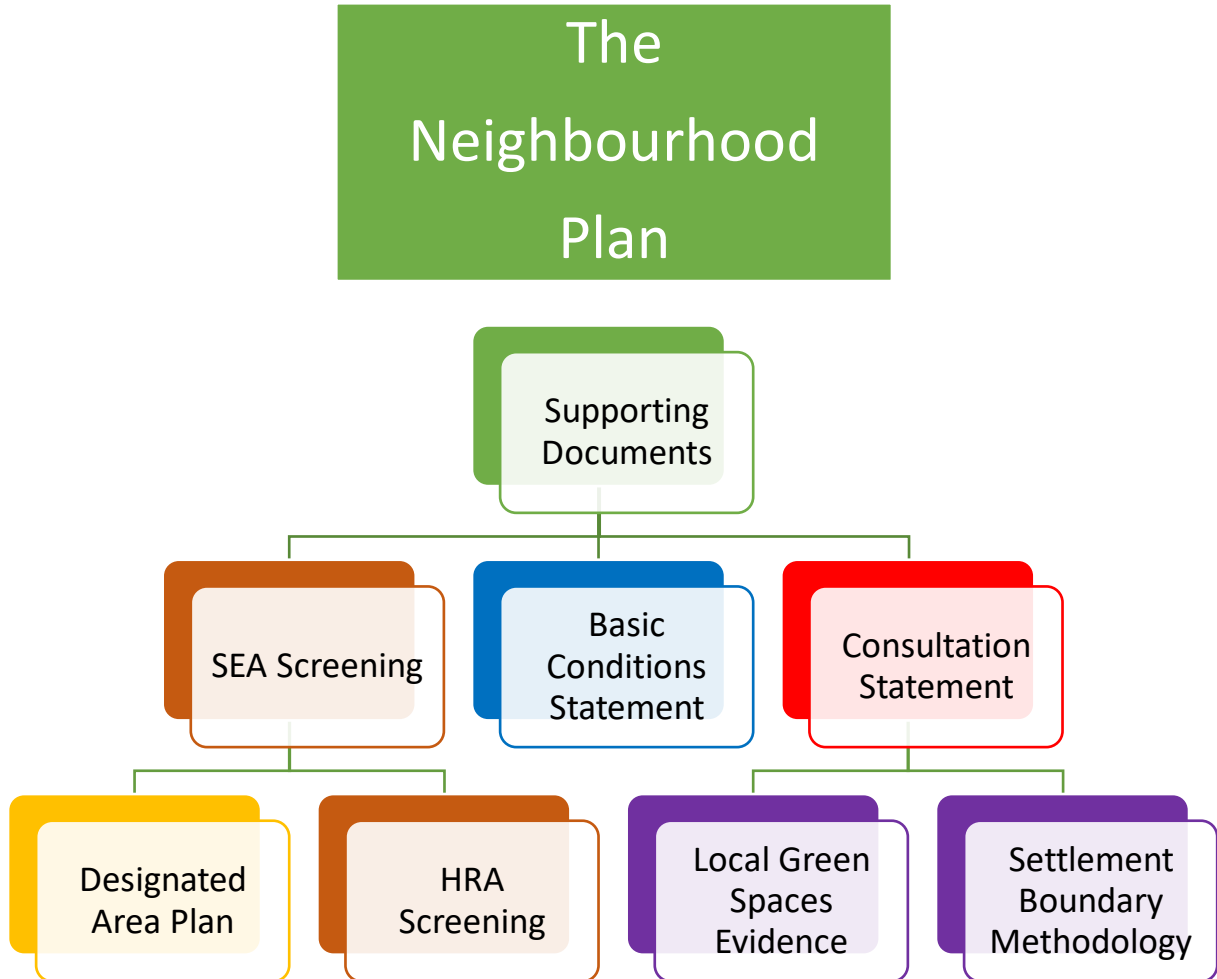 The
Neighbourhood
Plan
Supporting
Documents
SEA Screening
Basic
Conditions
Statement
Consultation
Statement
Designated
Area Plan
HRA
Screening
Local Green
Spaces
Evidence
Settlement
Boundary
Methodology